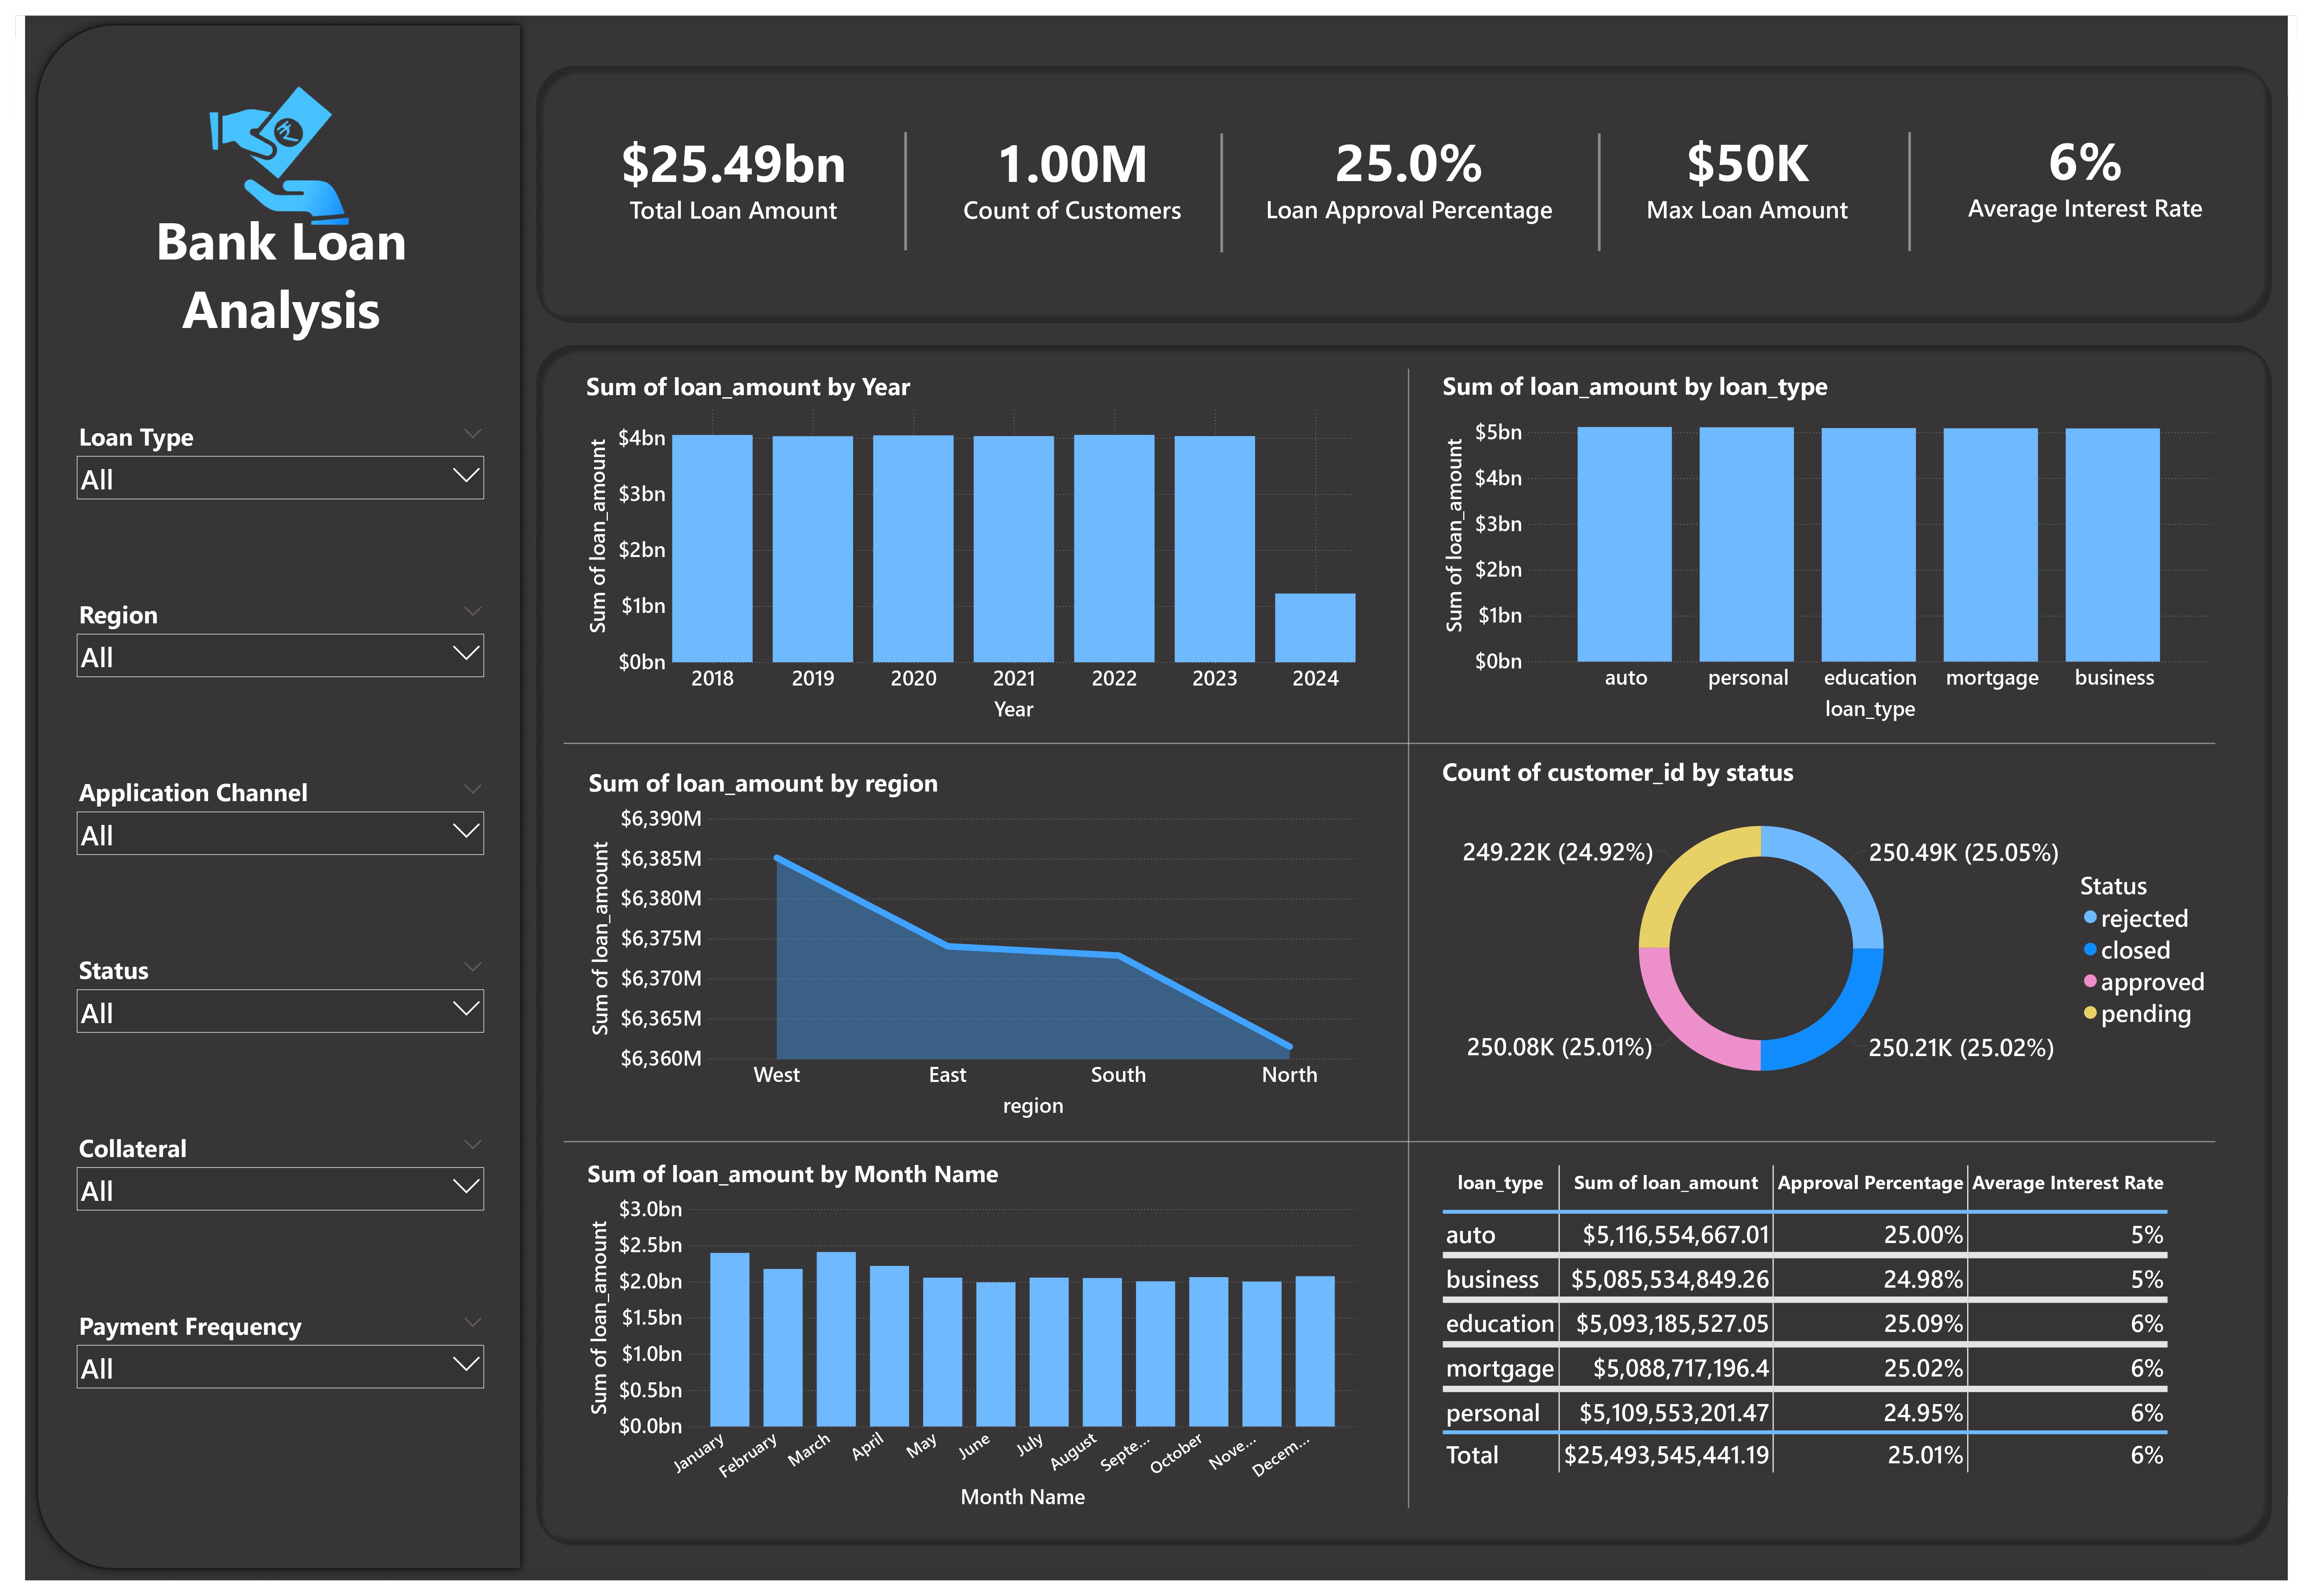 Bank Loan
Analysis
Loan Type
All
Region
All
Application Channel
All
Status
All
Collateral
All
Payment Frequency
All
$25.49bn
Total Loan Amount
1.00M
Count of Customers
25.0%
Loan Approval Percentage
$50K
Max Loan Amount
6%
Average Interest Rate
Sum of loan_amount by Year
Sum of loan_amount
$4bn
$3bn
$2bn
$1bn
$0bn
2018 2019 2020 2021 2022 2023 2024
Year
Sum of loan_amount by loan_type
Sum of loan_amount
$5bn
$4bn
$3bn
$2bn
$1bn
$0bn
auto personal education mortgage business
loan_type
Sum of loan_amount by region
Sum of loan_amount
$6,390M
$6,385M
$6,380M
$6,375M
$6,370M
$6,365M
$6,360M
West East South North
region
Count of customer_id by status
249.22K (24.92%)
250.49K (25.05%)
250.08K (25.01%)
250.21K (25.02%)
Status
rejected
closed
approved
pending
Sum of loan_amount by Month Name
Sum of loan_amount
$3.0bn
$2.5bn
$2.0bn
$1.5bn
$1.0bn
$0.5bn
$0.0bn
January February March April May June July August Septe... October Nove... Decem...
Month Name
loan_type Sum of loan_amount Approval Percentage Average Interest Rate
auto $5,116,554,667.01 25.00% 5%
business $5,085,534,849.26 24.98% 5%
education $5,093,185,527.05 25.09% 6%
mortgage $5,088,717,196.4 25.02% 6%
personal $5,109,553,201.47 24.95% 6%
Total $25,493,545,441.19 25.01% 6%